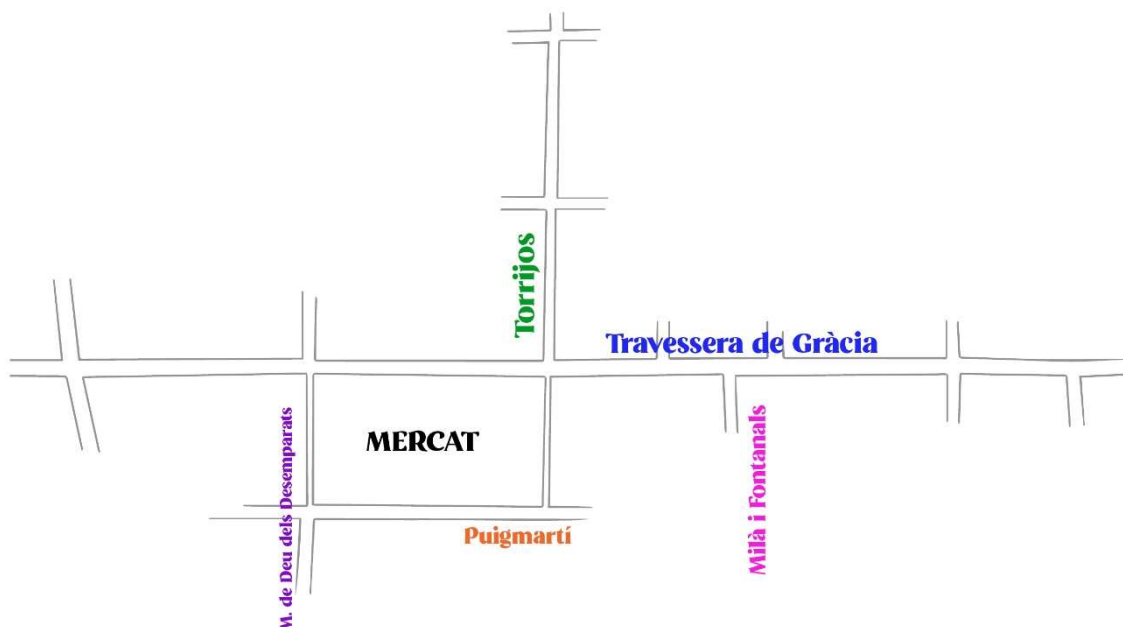 Torrijos
Travessera de Gràcia
MERCAT
M. de Deu dels Desemparats
Milà i Fontanals
Puigmartí